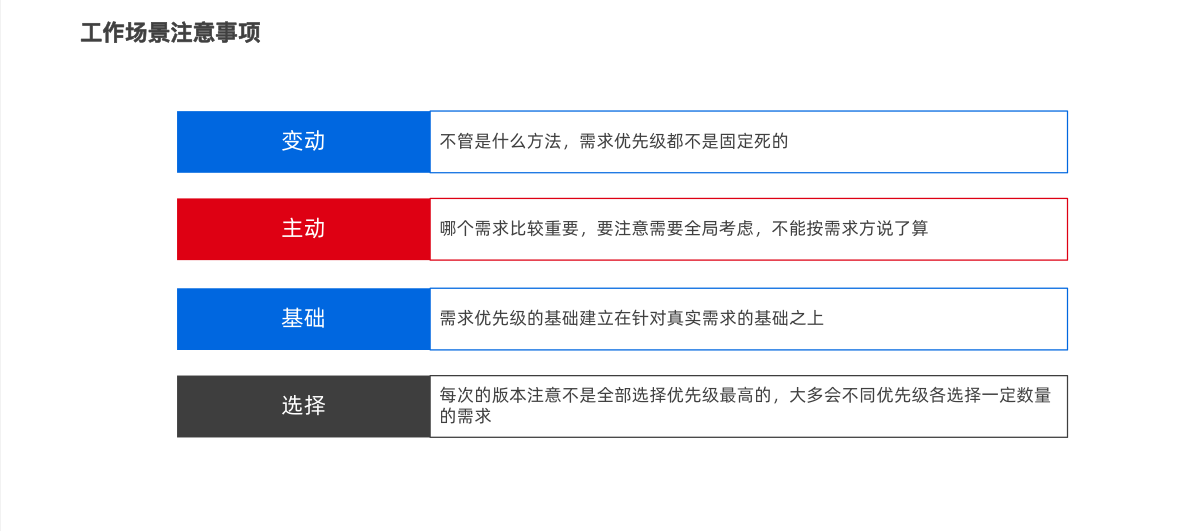 工作场景注意事项
变动
不管是什么方法，需求优先级都不是固定死的
主动
哪个需求比较重要，要注意需要全局考虑，不能按需求方说了算
基础
需求优先级的基础建立在针对真实需求的基础之上
选择
每次的版本注意不是全部选择优先级最高的，大多会不同优先级各选择一定数量
的需求